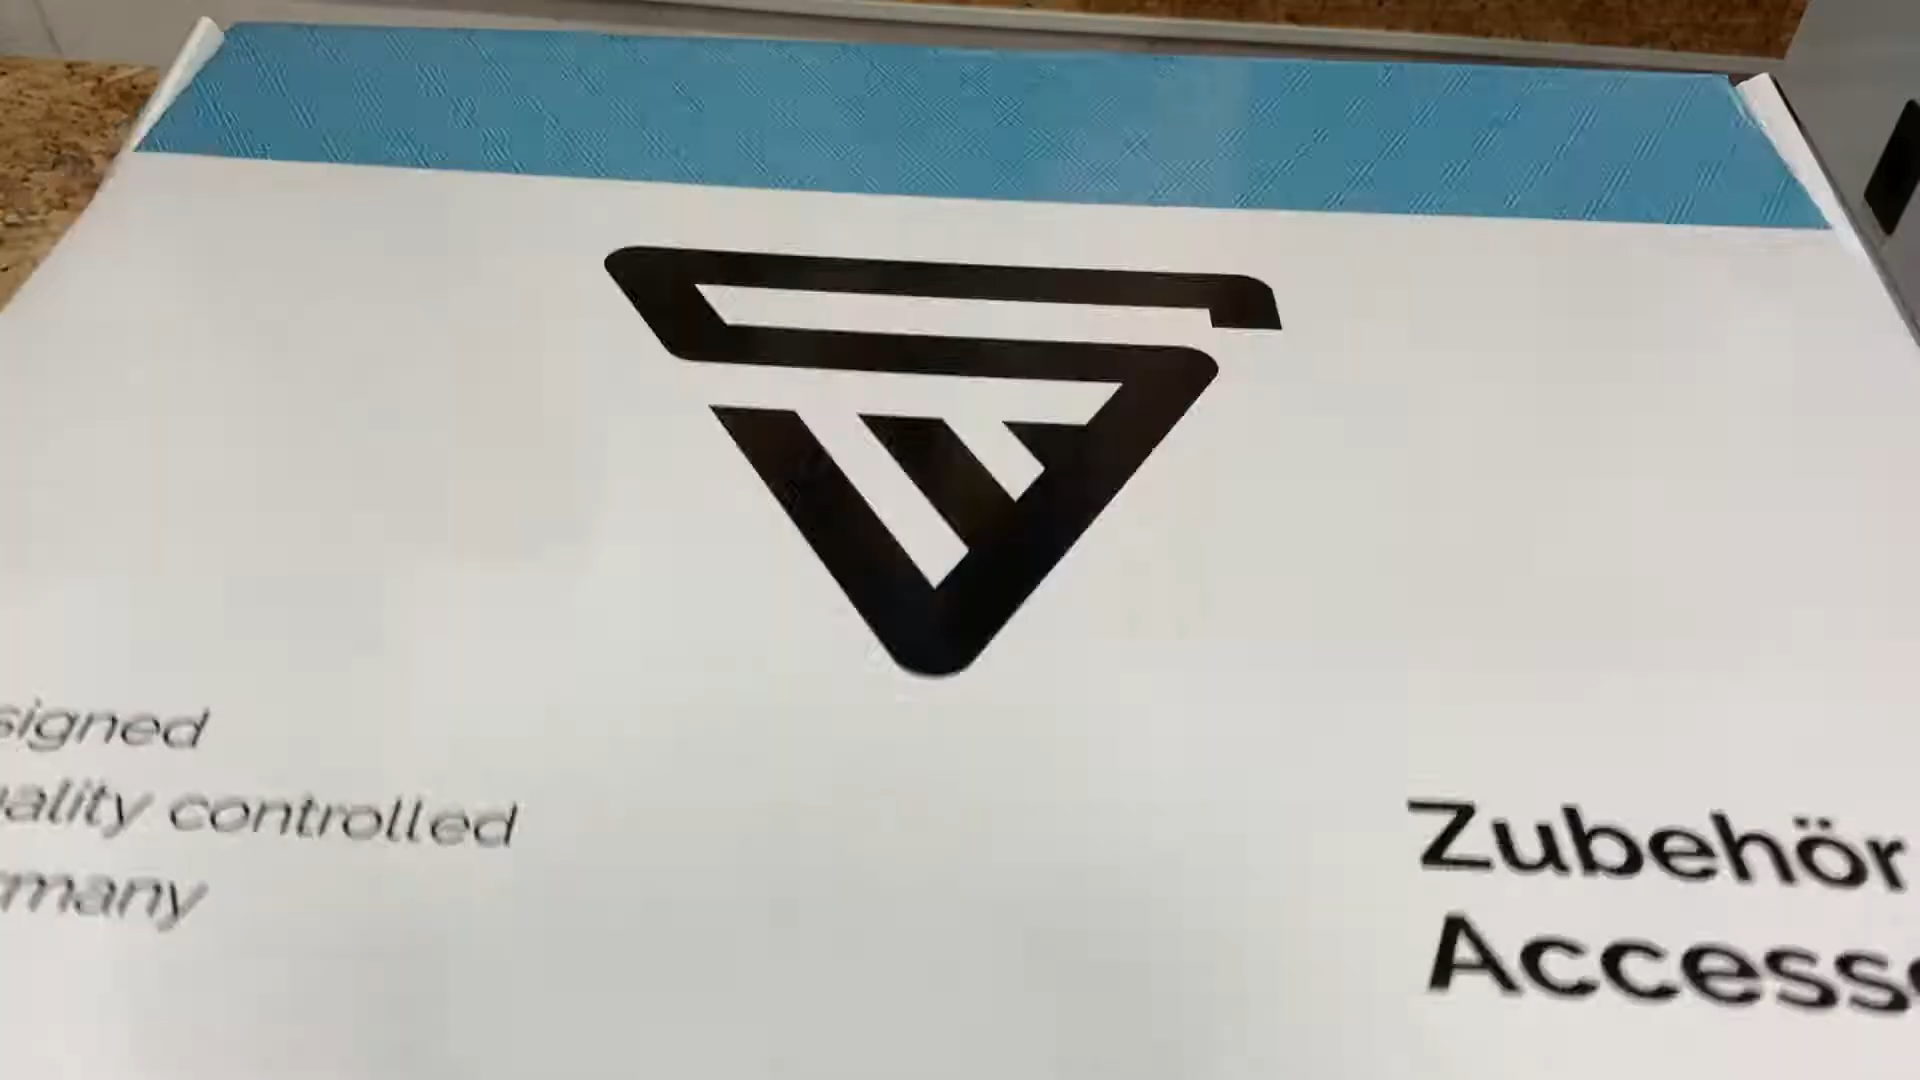 signed
ality controlled
many
Zubehör
Access